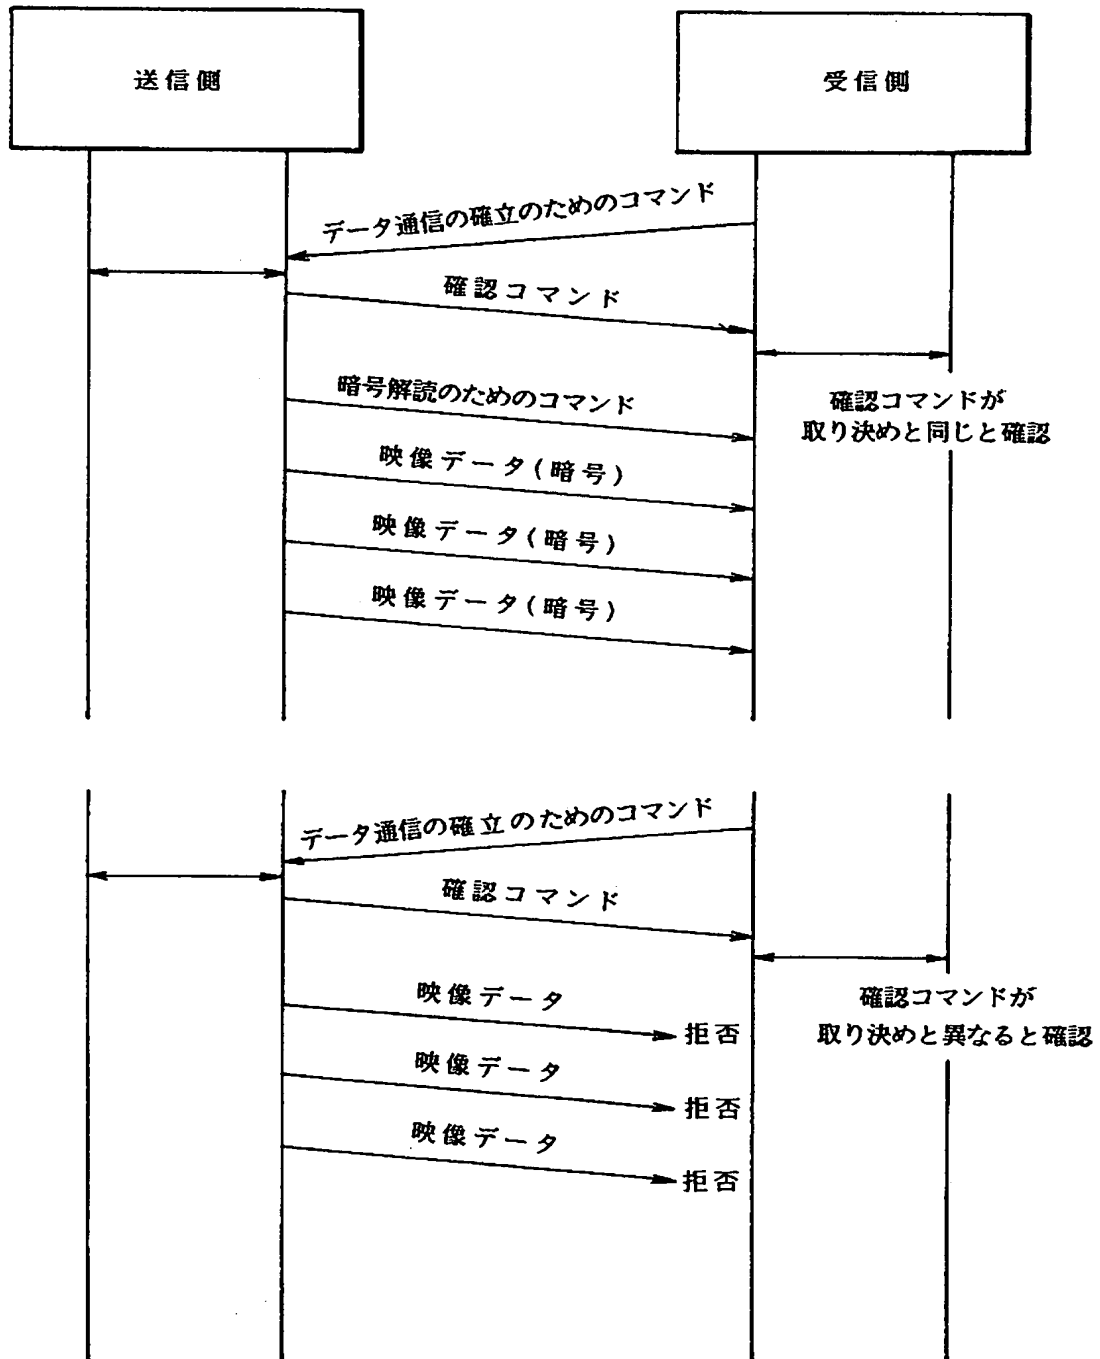 送信側
受信側
データ通信の確立のためのコマンド
確認コマンド
暗号解読のためのコマンド
確認コマンドが
取り決めと同じと確認
映像データ(暗号)
映像データ(暗号)
映像データ(暗号)
データ通信の確立のためのコマンド
確認コマンド
映像データ
拒否
確認コマンドが
取り決めと異なると確認
映像データ
拒否
映像データ
拒否